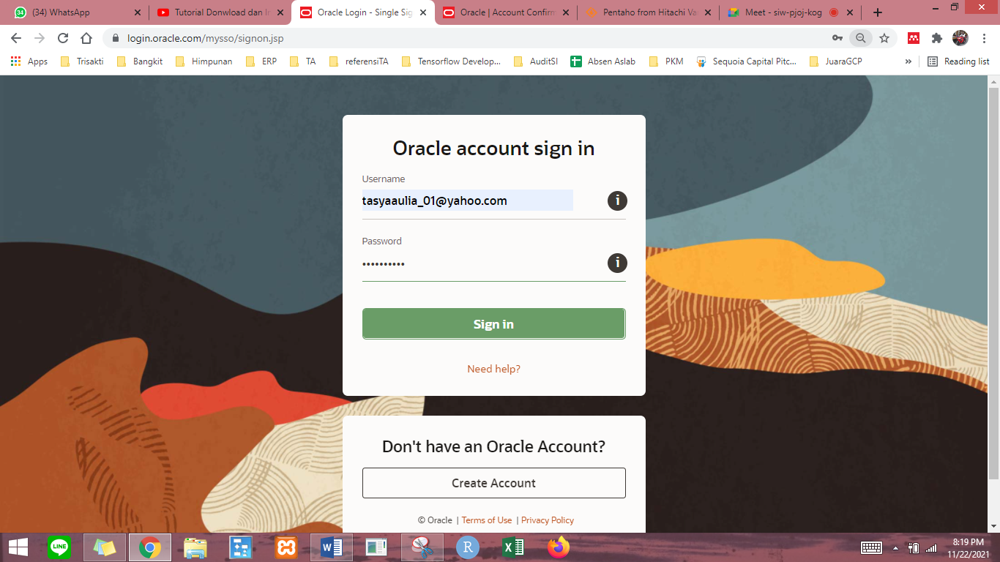 (34) WhatsApp
Tutorial Donwload dan In
Oracle Login - Single Sig
Oracle | Account Confirm
Pentaho from Hitachi Va
Meet - siw-pjoj-kog
login.oracle.com/mysso/signon.jsp
Apps
Trisakti
Bangkit
Himpunan
ERP
TA
referensiTA
Tensorflow Develop...
AuditSI
Absen Aslab
PKM
Sequoia Capital Pitc...
JuaraGCP
»
Reading list
Oracle account sign in
Username
tasyaaulia_01@yahoo.com
Password
••••••••••
Sign in
Need help?
Don't have an Oracle Account?
Create Account
© Oracle | Terms of Use | Privacy Policy
LINE
R
8:19 PM
11/22/2021